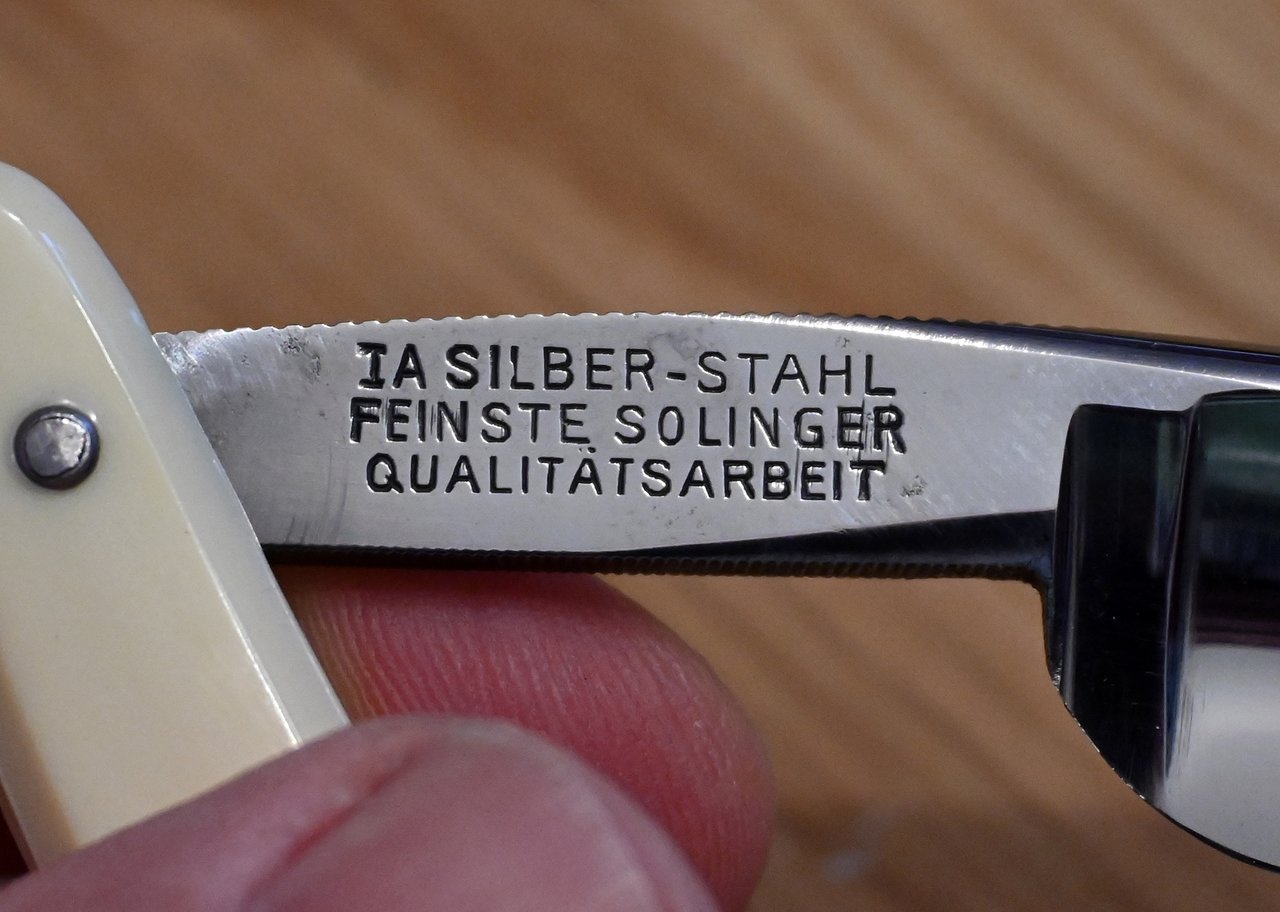 IA SILBER-STAHL
FEINSTE SOLINGER
QUALITÄTSARBEIT